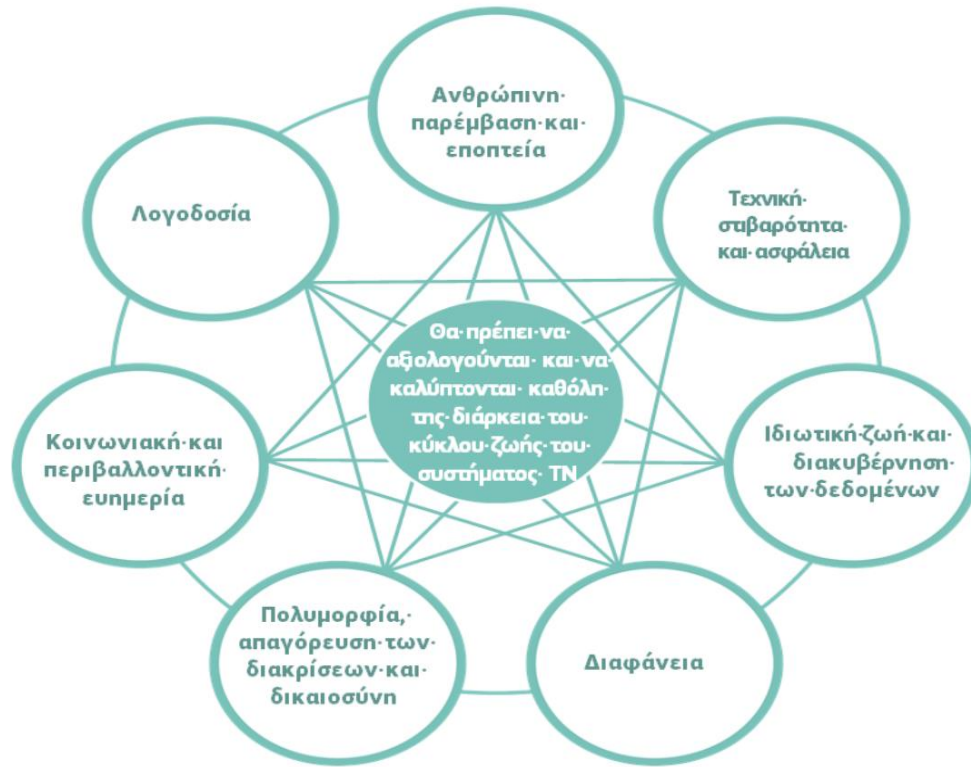 Ανθρώπινη·
παρέμβαση·και·
εποπτεία
Τεχνική·
στιβαρότητα·
και·ασφάλεια
Λογοδοσία
Θα·πρέπει·να·
αξιολογούνται· και·να·
καλύπτονται· καθόλη·
της·διάρκεια·του·
κύκλου·ζωής·του·
συστήματος· ΤΝ
Κοινωνιακή·και·
περιβαλλοντική·
ευημερία
Ιδιωτική·ζωή·και·
διακυβέρνηση·
των·δεδομένων
Πολυμορφία,·
απαγόρευση·των·
διακρίσεων·και·
δικαιοσύνη
Διαφάνεια